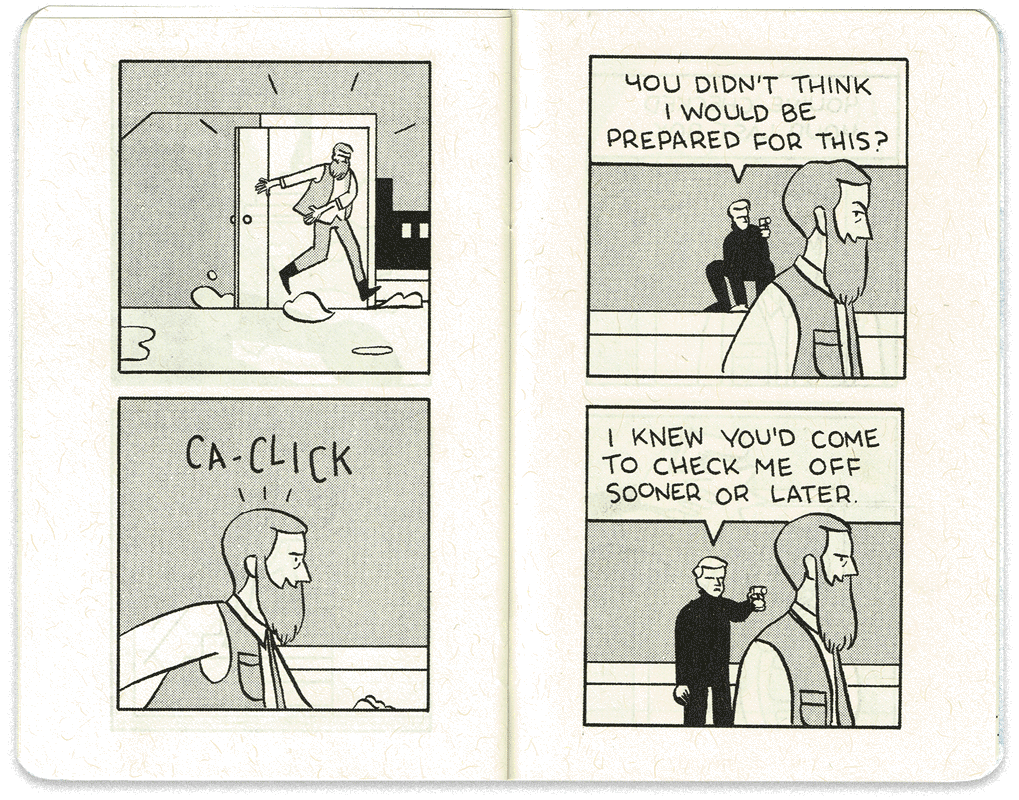 CA-CLICK
YOU DIDN'T THINK
I WOULD BE
PREPARED FOR THIS?
I KNEW YOU'D COME
TO CHECK ME OFF
SOONER OR LATER.